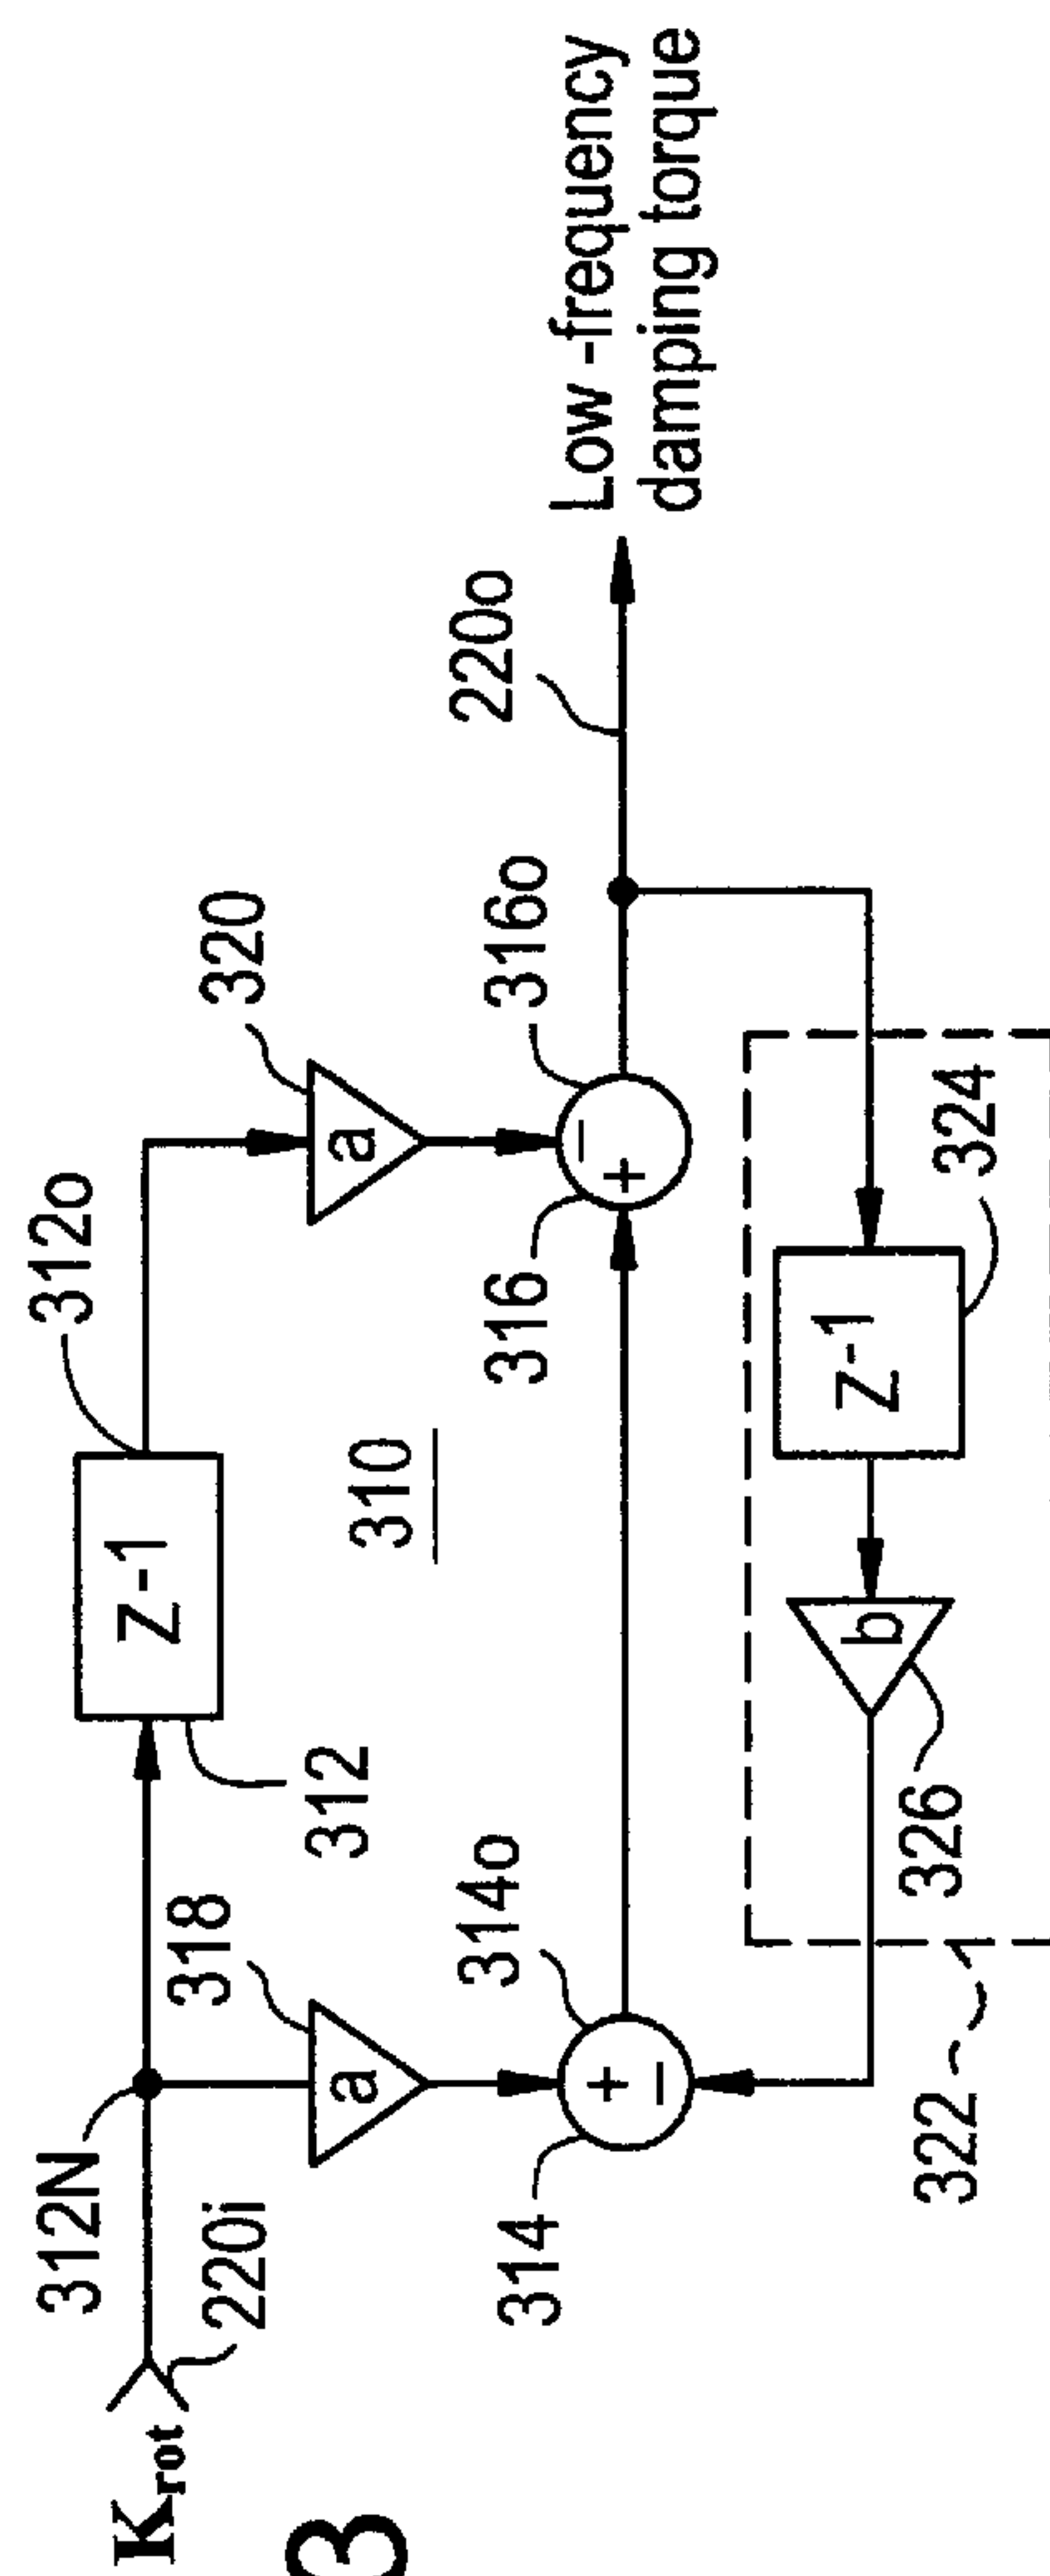 312N
K_rot
220i
318
a
312
Z-1
312o
310
320
a
314
+
−
314o
316
−
+
316o
220o
Low -frequency
damping torque
322
326
b
Z-1
324
3